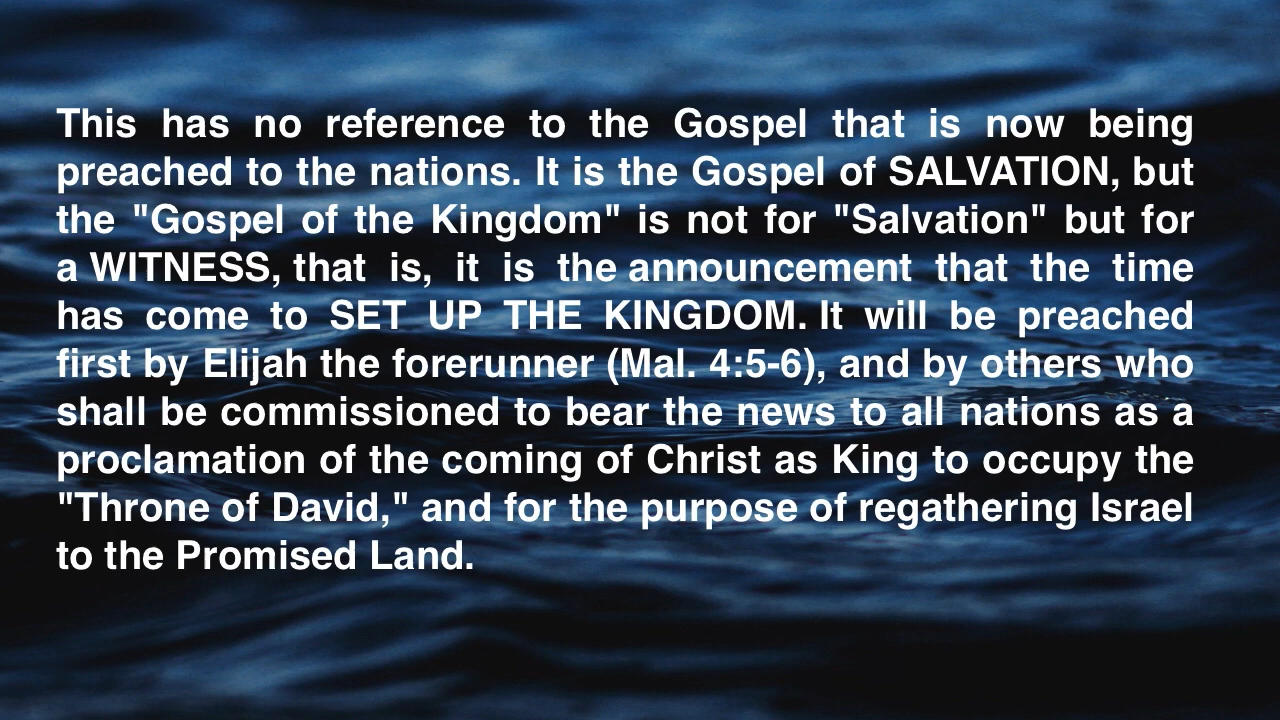 This has no reference to the Gospel that is now being
preached to the nations. It is the Gospel of SALVATION, but
the "Gospel of the Kingdom" is not for "Salvation" but for
a WITNESS, that is, it is the announcement that the time
has come to SET UP THE KINGDOM. It will be preached
first by Elijah the forerunner (Mal. 4:5-6), and by others who
shall be commissioned to bear the news to all nations as a
proclamation of the coming of Christ as King to occupy the
"Throne of David," and for the purpose of regathering Israel
to the Promised Land.